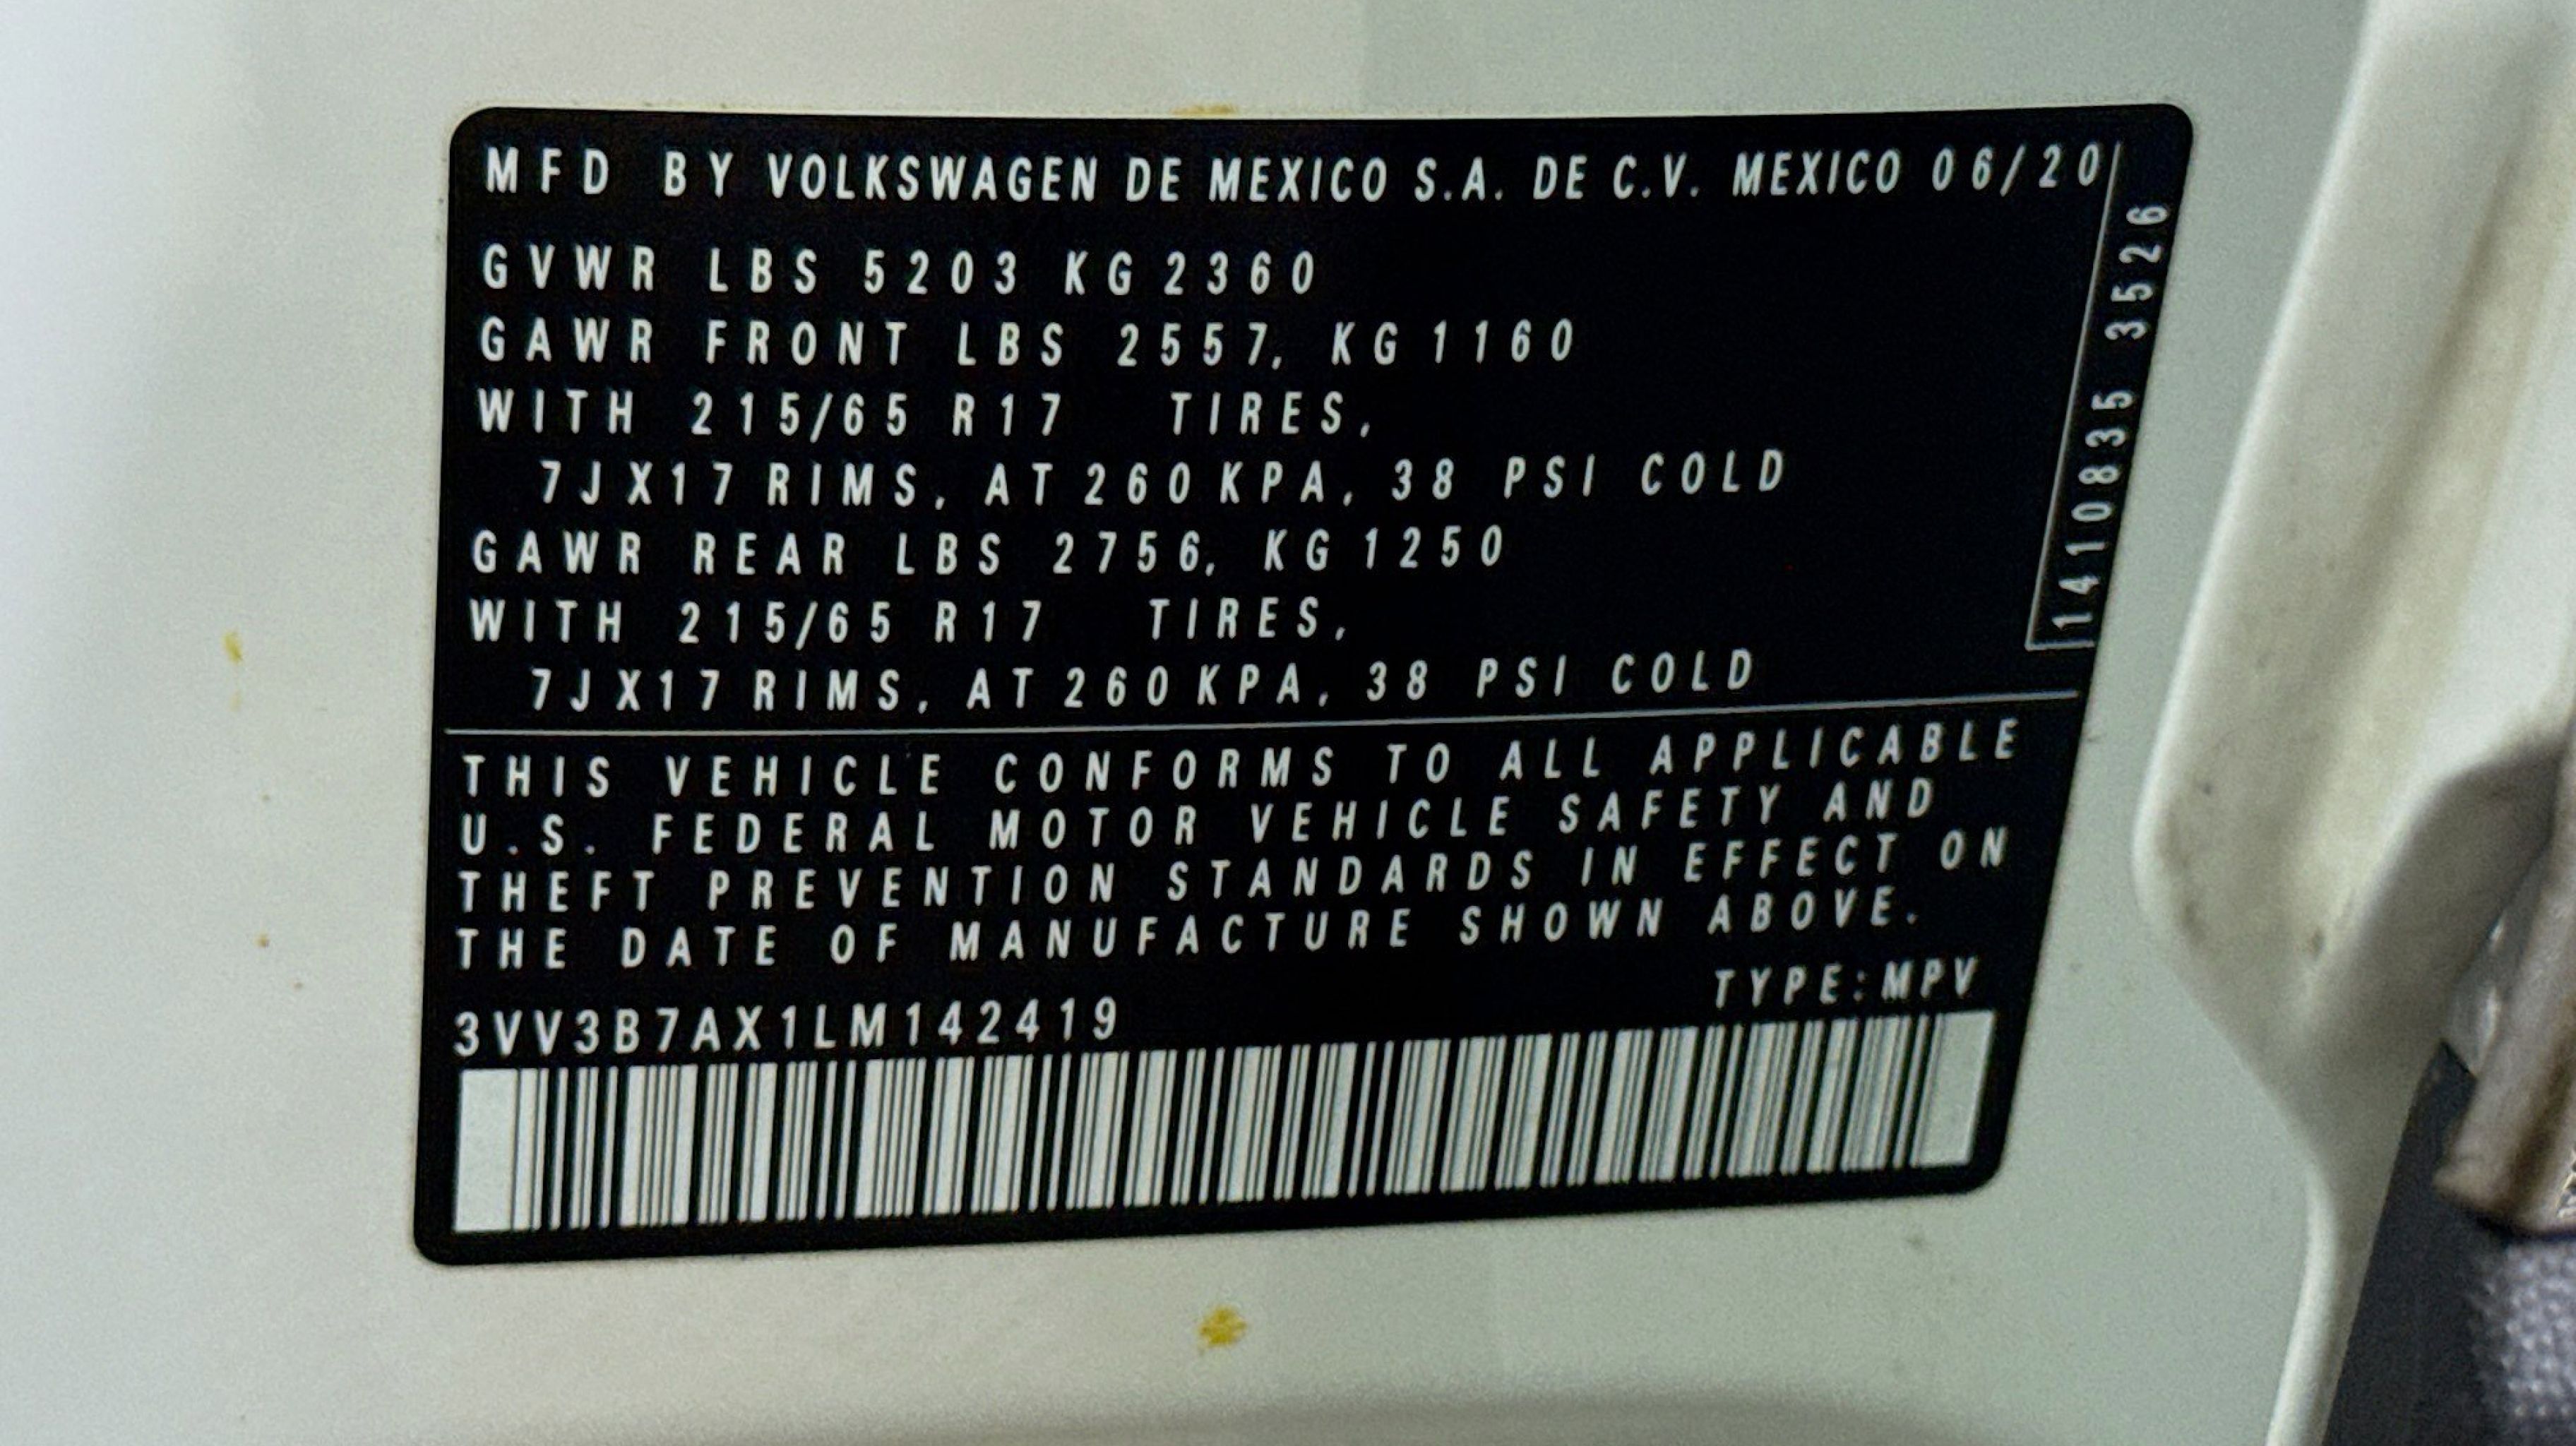 MFD BY VOLKSWAGEN DE MEXICO S.A. DE C.V. MEXICO 06/20
GVWR LBS 5203 KG 2360
GAWR FRONT LBS 2557, KG 1160
WITH 215/65 R17 TIRES,
7JX17 RIMS, AT 260 KPA, 38 PSI COLD
GAWR REAR LBS 2756, KG 1250
WITH 215/65 R17 TIRES,
7JX17 RIMS, AT 260 KPA, 38 PSI COLD
1410835 3526
THIS VEHICLE CONFORMS TO ALL APPLICABLE
U.S. FEDERAL MOTOR VEHICLE SAFETY AND
THEFT PREVENTION STANDARDS IN EFFECT ON
THE DATE OF MANUFACTURE SHOWN ABOVE.
TYPE:MPV
3VV3B7AX1LM142419